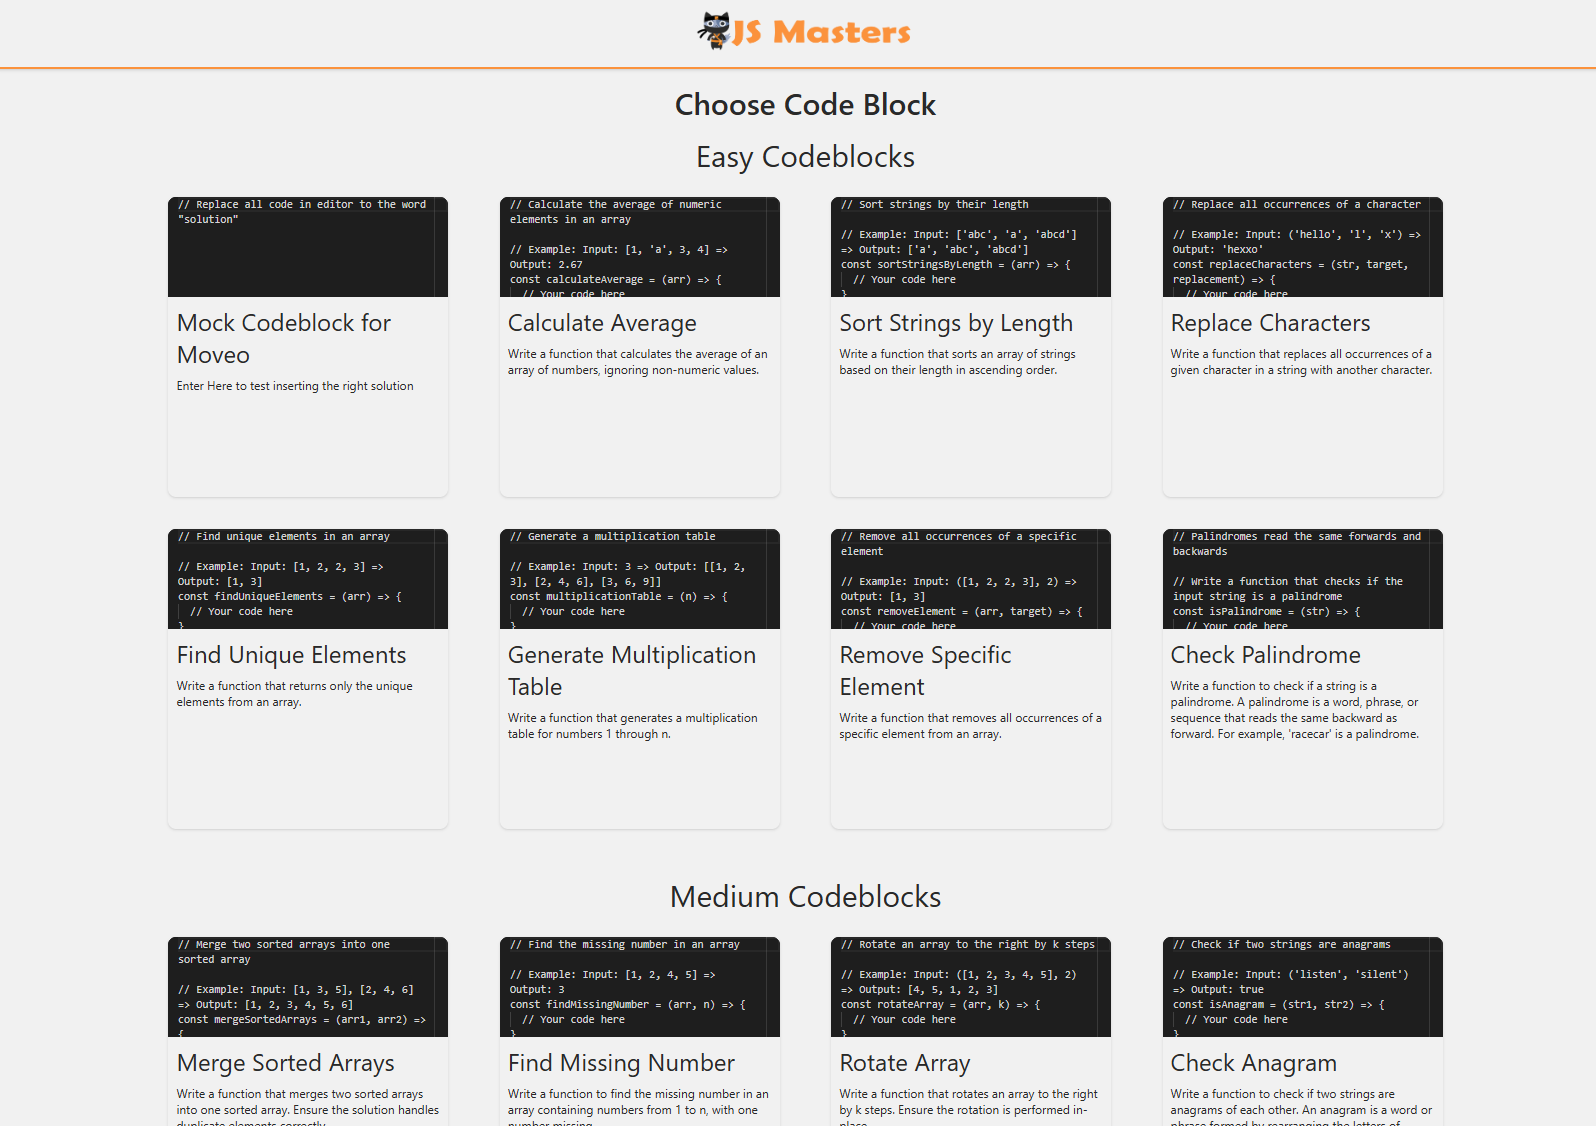 JS Masters
Choose Code Block
Easy Codeblocks
// Replace all code in editor to the word
"solution"
Mock Codeblock for
Moveo
Enter Here to test inserting the right solution
// Calculate the average of numeric
elements in an array
// Example: Input: [1, 'a', 3, 4] =>
Output: 2.67
const calculateAverage = (arr) => {
// Your code here
Calculate Average
Write a function that calculates the average of an
array of numbers, ignoring non-numeric values.
// Sort strings by their length
// Example: Input: ['abc', 'a', 'abcd']
=> Output: ['a', 'abc', 'abcd']
const sortStringsByLength = (arr) => {
// Your code here
}
Sort Strings by Length
Write a function that sorts an array of strings
based on their length in ascending order.
// Replace all occurrences of a character
// Example: Input: ('hello', 'l', 'x') =>
Output: 'hexxo'
const replaceCharacters = (str, target,
replacement) => {
// Your code here
Replace Characters
Write a function that replaces all occurrences of a
given character in a string with another character.
// Find unique elements in an array
// Example: Input: [1, 2, 2, 3] =>
Output: [1, 3]
const findUniqueElements = (arr) => {
// Your code here
}
Find Unique Elements
Write a function that returns only the unique
elements from an array.
// Generate a multiplication table
// Example: Input: 3 => Output: [[1, 2,
3], [2, 4, 6], [3, 6, 9]]
const multiplicationTable = (n) => {
// Your code here
}
Generate Multiplication
Table
Write a function that generates a multiplication
table for numbers 1 through n.
// Remove all occurrences of a specific
element
// Example: Input: ([1, 2, 2, 3], 2) =>
Output: [1, 3]
const removeElement = (arr, target) => {
// Your code here
Remove Specific
Element
Write a function that removes all occurrences of a
specific element from an array.
// Palindromes read the same forwards and
backwards
// Write a function that checks if the
input string is a palindrome
const isPalindrome = (str) => {
// Your code here
Check Palindrome
Write a function to check if a string is a
palindrome. A palindrome is a word, phrase, or
sequence that reads the same backward as
forward. For example, 'racecar' is a palindrome.
Medium Codeblocks
// Merge two sorted arrays into one
sorted array
// Example: Input: [1, 3, 5], [2, 4, 6]
=> Output: [1, 2, 3, 4, 5, 6]
const mergeSortedArrays = (arr1, arr2) =>
{
Merge Sorted Arrays
Write a function that merges two sorted arrays
into one sorted array. Ensure the solution handles
duplicate elements correctly.
// Find the missing number in an array
// Example: Input: [1, 2, 4, 5] =>
Output: 3
const findMissingNumber = (arr, n) => {
// Your code here
}
Find Missing Number
Write a function to find the missing number in an
array containing numbers from 1 to n, with one
number missing.
// Rotate an array to the right by k steps
// Example: Input: ([1, 2, 3, 4, 5], 2)
=> Output: [4, 5, 1, 2, 3]
const rotateArray = (arr, k) => {
// Your code here
}
Rotate Array
Write a function that rotates an array to the right
by k steps. Ensure the rotation is performed in-
place.
// Check if two strings are anagrams
// Example: Input: ('listen', 'silent')
=> Output: true
const isAnagram = (str1, str2) => {
// Your code here
}
Check Anagram
Write a function to check if two strings are
anagrams of each other. An anagram is a word or
phrase formed by rearranging the letters of